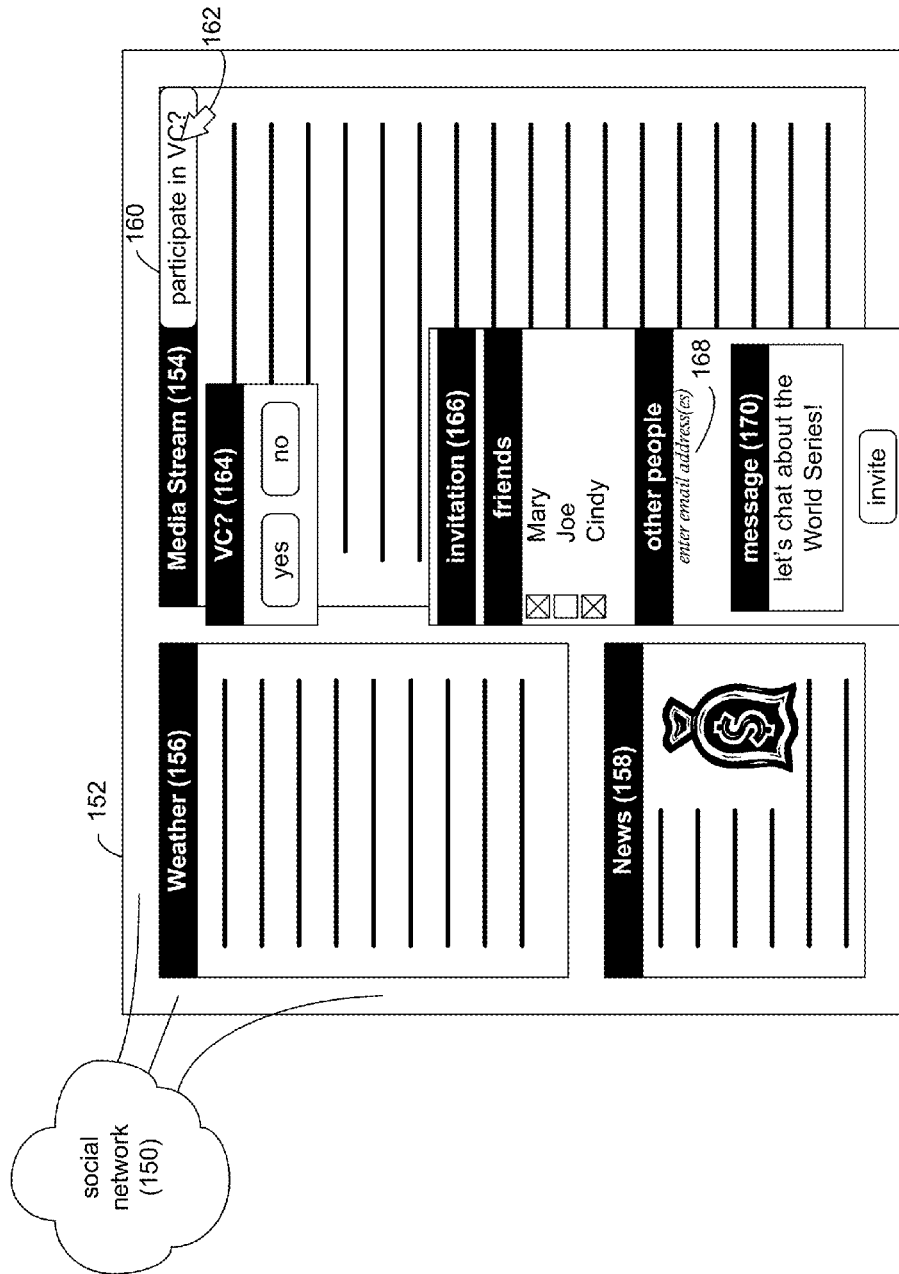 social
network
(150)
152
Weather (156)
News (158)
$
Media Stream (154)
160
participate in VC?
162
VC? (164)
yes
no
invitation (166)
friends
Mary
Joe
Cindy
other people
enter email address(es)
168
message (170)
let's chat about the
World Series!
invite